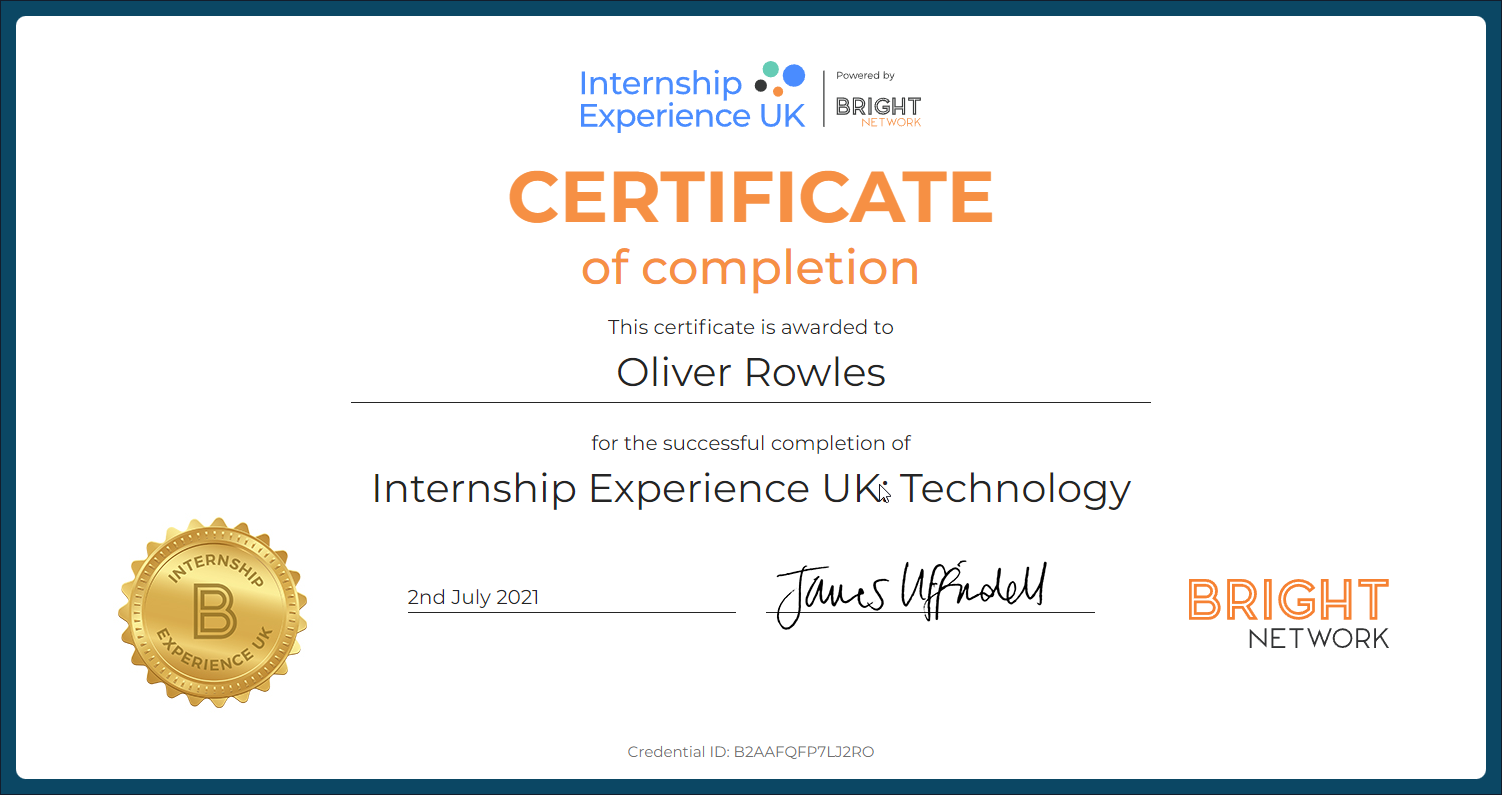 Internship
Experience UK
Powered by
BRIGHT
NETWORK
CERTIFICATE
of completion
This certificate is awarded to
Oliver Rowles
for the successful completion of
Internship Experience UK: Technology
INTERNSHIP
B
EXPERIENCE UK
2nd July 2021
James Uffindell
BRIGHT
NETWORK
Credential ID: B2AAFQFP7LJ2RO